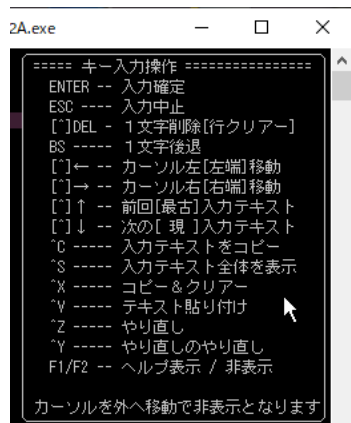 2A.exe
===== キー入力操作 ================
ENTER -- 入力確定
ESC ---- 入力中止
[^]DEL - 1文字削除[行クリアー]
BS ----- 1文字後退
[^]← -- カーソル左[左端]移動
[^]→ -- カーソル右[右端]移動
[^]↑ -- 前回[最古]入力テキスト
[^]↓ -- 次の[ 現 ]入力テキスト
^C ----- 入力テキストをコピー
^S ----- 入力テキスト全体を表示
^X ----- コピー＆クリアー
^V ----- テキスト貼り付け
^Z ----- やり直し
^Y ----- やり直しのやり直し
F1/F2 -- ヘルプ表示 / 非表示
カーソルを外へ移動で非表示となります